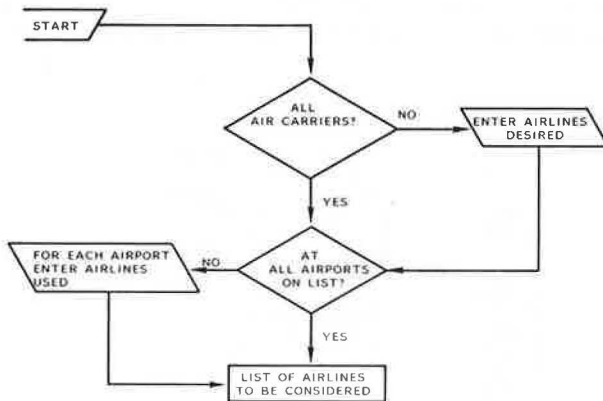 START
ALL
AIR CARRIERS?
NO
ENTER AIRLINES
DESIRED
YES
FOR EACH AIRPORT
ENTER AIRLINES
USED
NO
AT
ALL AIRPORTS
ON LIST?
YES
LIST OF AIRLINES
TO BE CONSIDERED